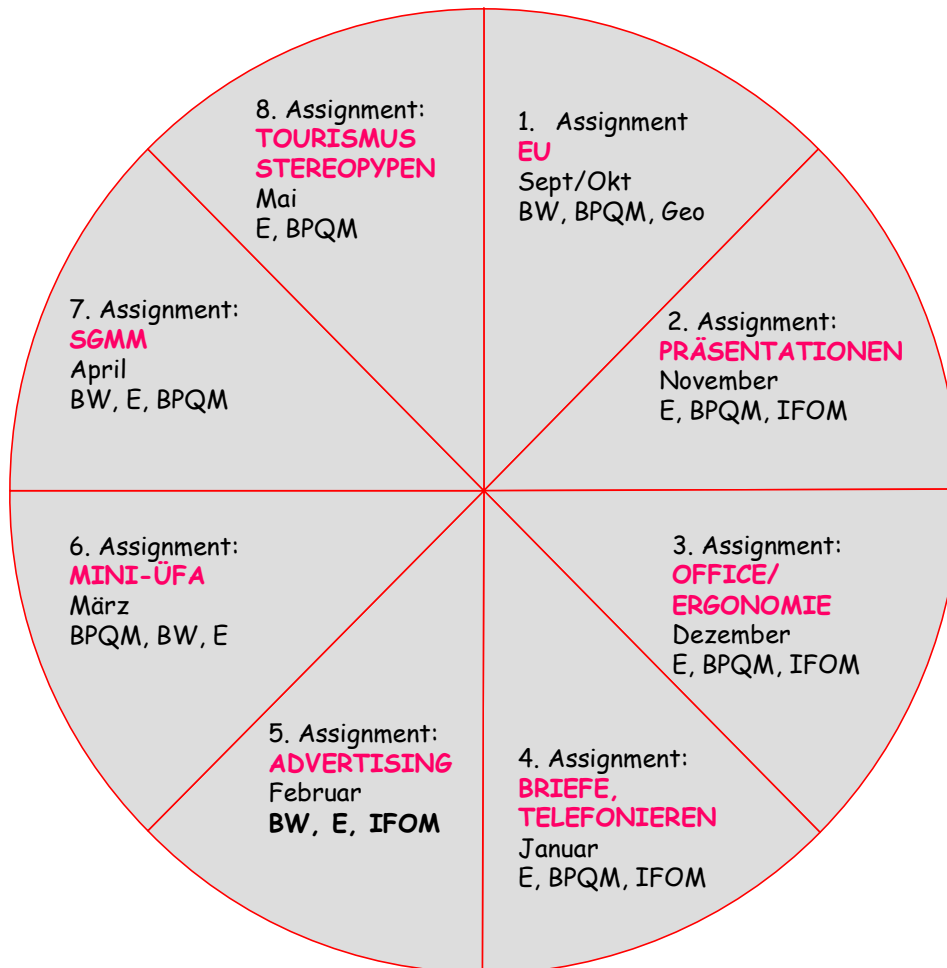 1. Assignment
EU
Sept/Okt
BW, BPQM, Geo
2. Assignment:
PRÄSENTATIONEN
November
E, BPQM, IFOM
3. Assignment:
OFFICE/
ERGONOMIE
Dezember
E, BPQM, IFOM
4. Assignment:
BRIEFE,
TELEFONIEREN
Januar
E, BPQM, IFOM
5. Assignment:
ADVERTISING
Februar
BW, E, IFOM
6. Assignment:
MINI-ÜFA
März
BPQM, BW, E
7. Assignment:
SGMM
April
BW, E, BPQM
8. Assignment:
TOURISMUS
STEREOPYPEN
Mai
E, BPQM